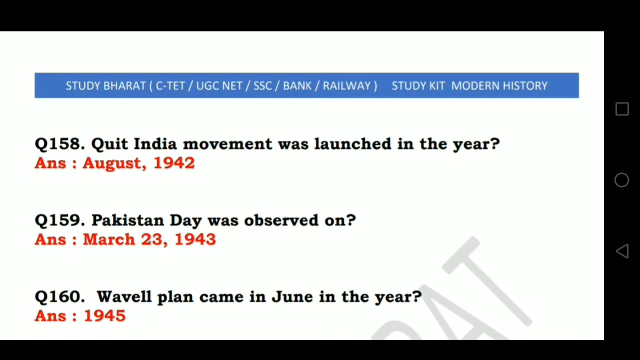 STUDY BHARAT ( C-TET / UGC NET / SSC / BANK / RAILWAY ) STUDY KIT MODERN HISTORY
Q158. Quit India movement was launched in the year?
Ans : August, 1942
Q159. Pakistan Day was observed on?
Ans : March 23, 1943
Q160. Wavell plan came in June in the year?
Ans : 1945